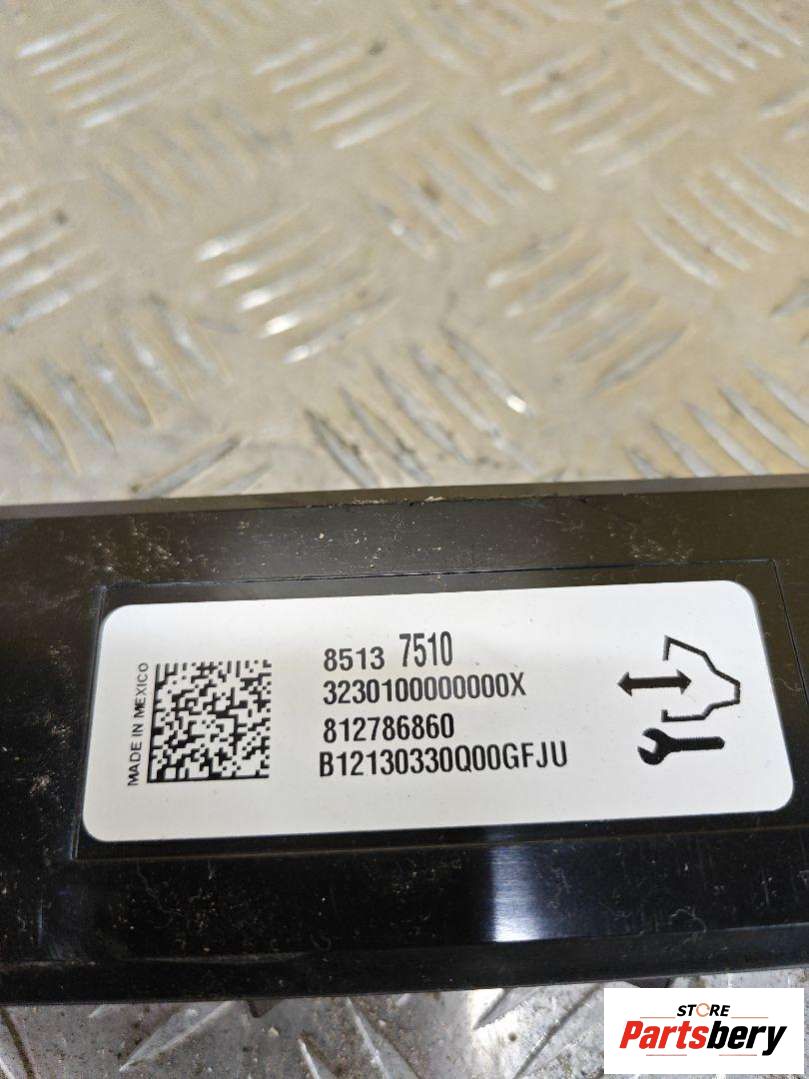 MADE IN MEXICO
8513 7510
3230100000000X
812786860
B12130330Q00GFJU
STORE
Partsbery